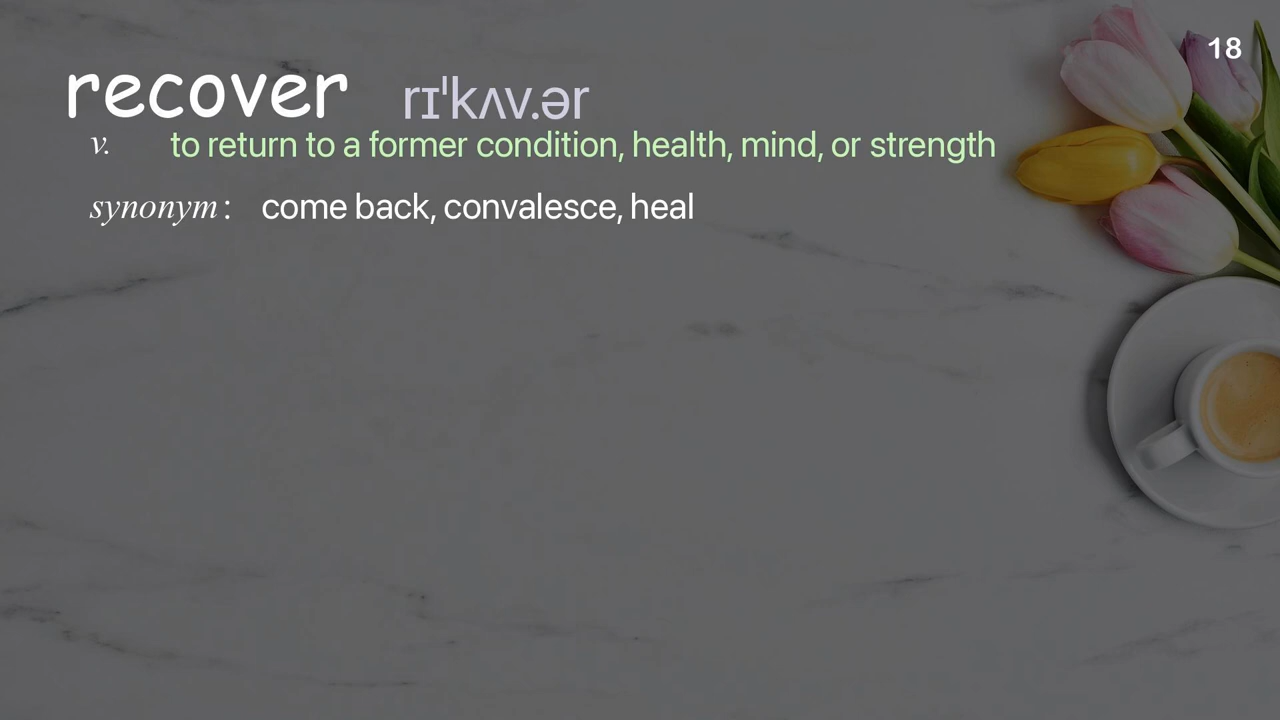 18
recover rɪˈkʌv.ər
v. to return to a former condition, health, mind, or strength
synonym : come back, convalesce, heal